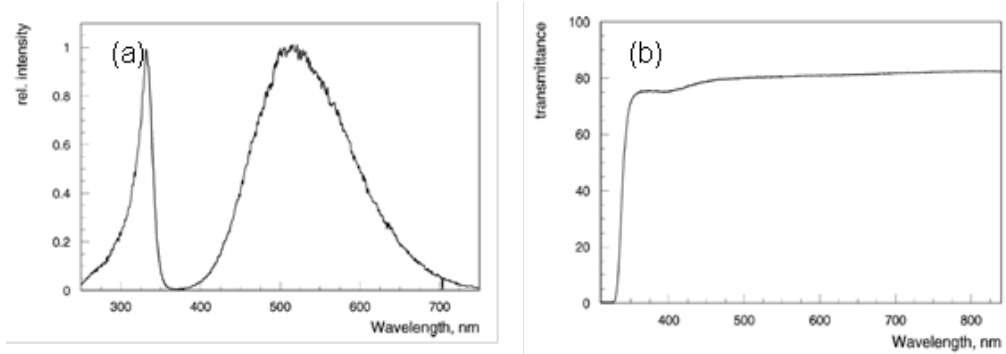 (a)
rel. intensity
1
0.8
0.6
0.4
0.2
0
300 400 500 600 700
Wavelength, nm
(b)
transmittance
100
80
60
40
20
0
400 500 600 700 800
Wavelength, nm